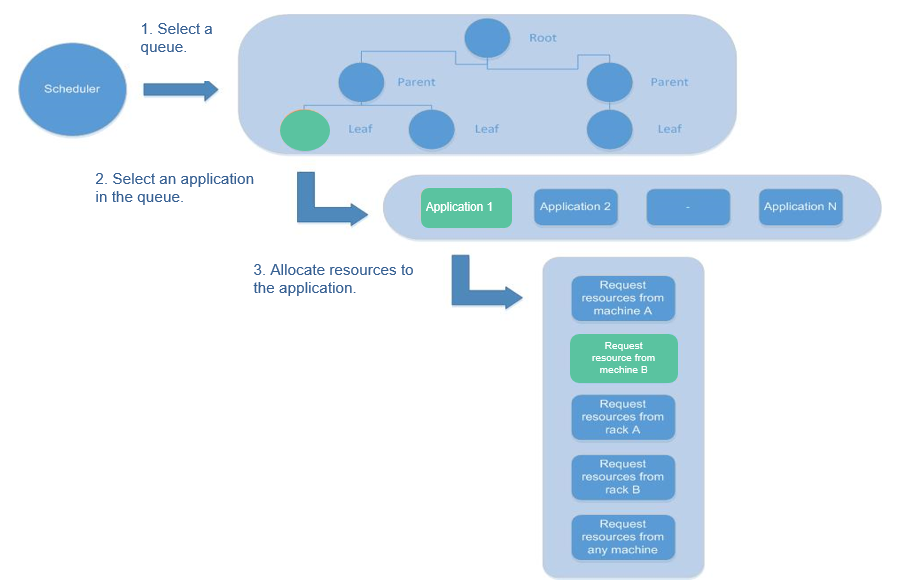 1. Select a
queue.
Scheduler
Root
Parent
Parent
Leaf
Leaf
Leaf
2. Select an application
in the queue.
Application 1
Application 2
-
Application N
3. Allocate resources to
the application.
Request
resources from
machine A
Request
resource from
mechine B
Request
resources from
rack A
Request
resources from
rack B
Request
resources from
any machine